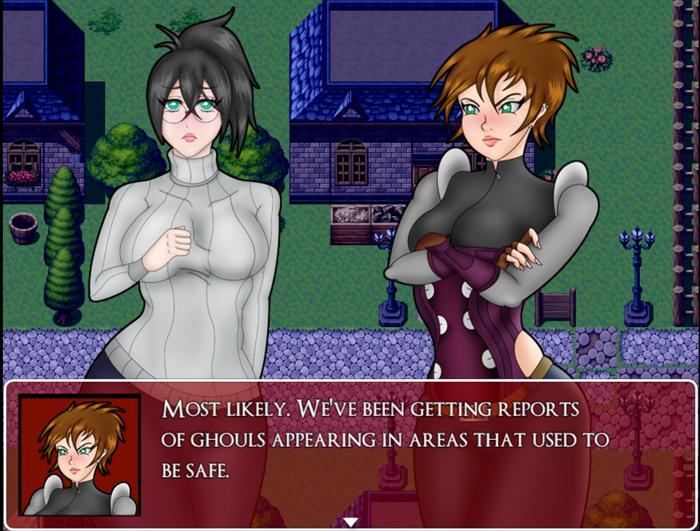 Most likely. We've been getting reports
of ghouls appearing in areas that used to
be safe.